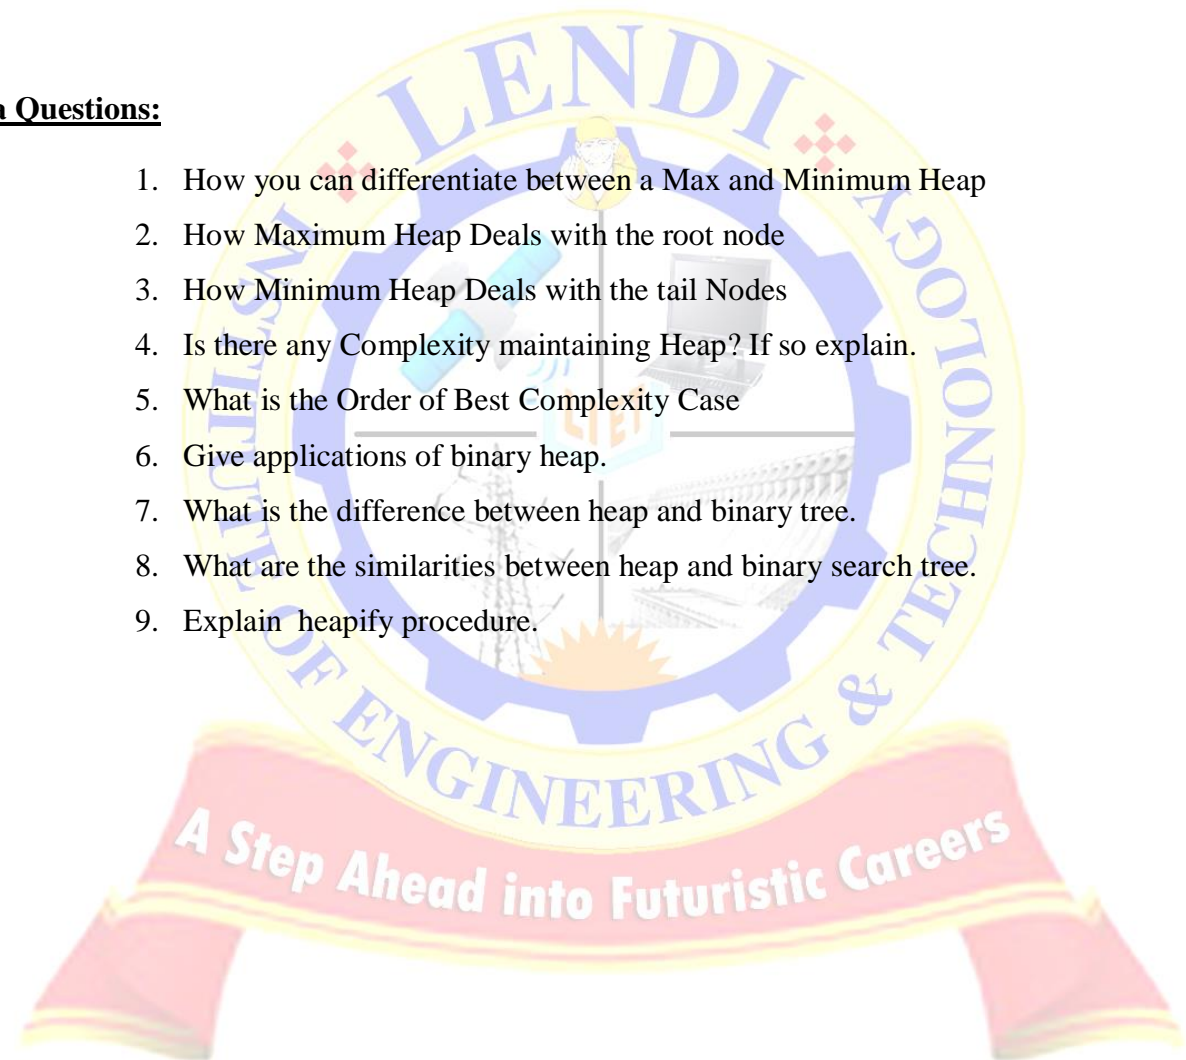 a Questions:
1. How you can differentiate between a Max and Minimum Heap
2. How Maximum Heap Deals with the root node
3. How Minimum Heap Deals with the tail Nodes
4. Is there any Complexity maintaining Heap? If so explain.
5. What is the Order of Best Complexity Case
6. Give applications of binary heap.
7. What is the difference between heap and binary tree.
8. What are the similarities between heap and binary search tree.
9. Explain heapify procedure.
LENDI
INSTITUTE OF ENGINEERING & TECHNOLOGY
LIET
A Step Ahead into Futuristic Careers